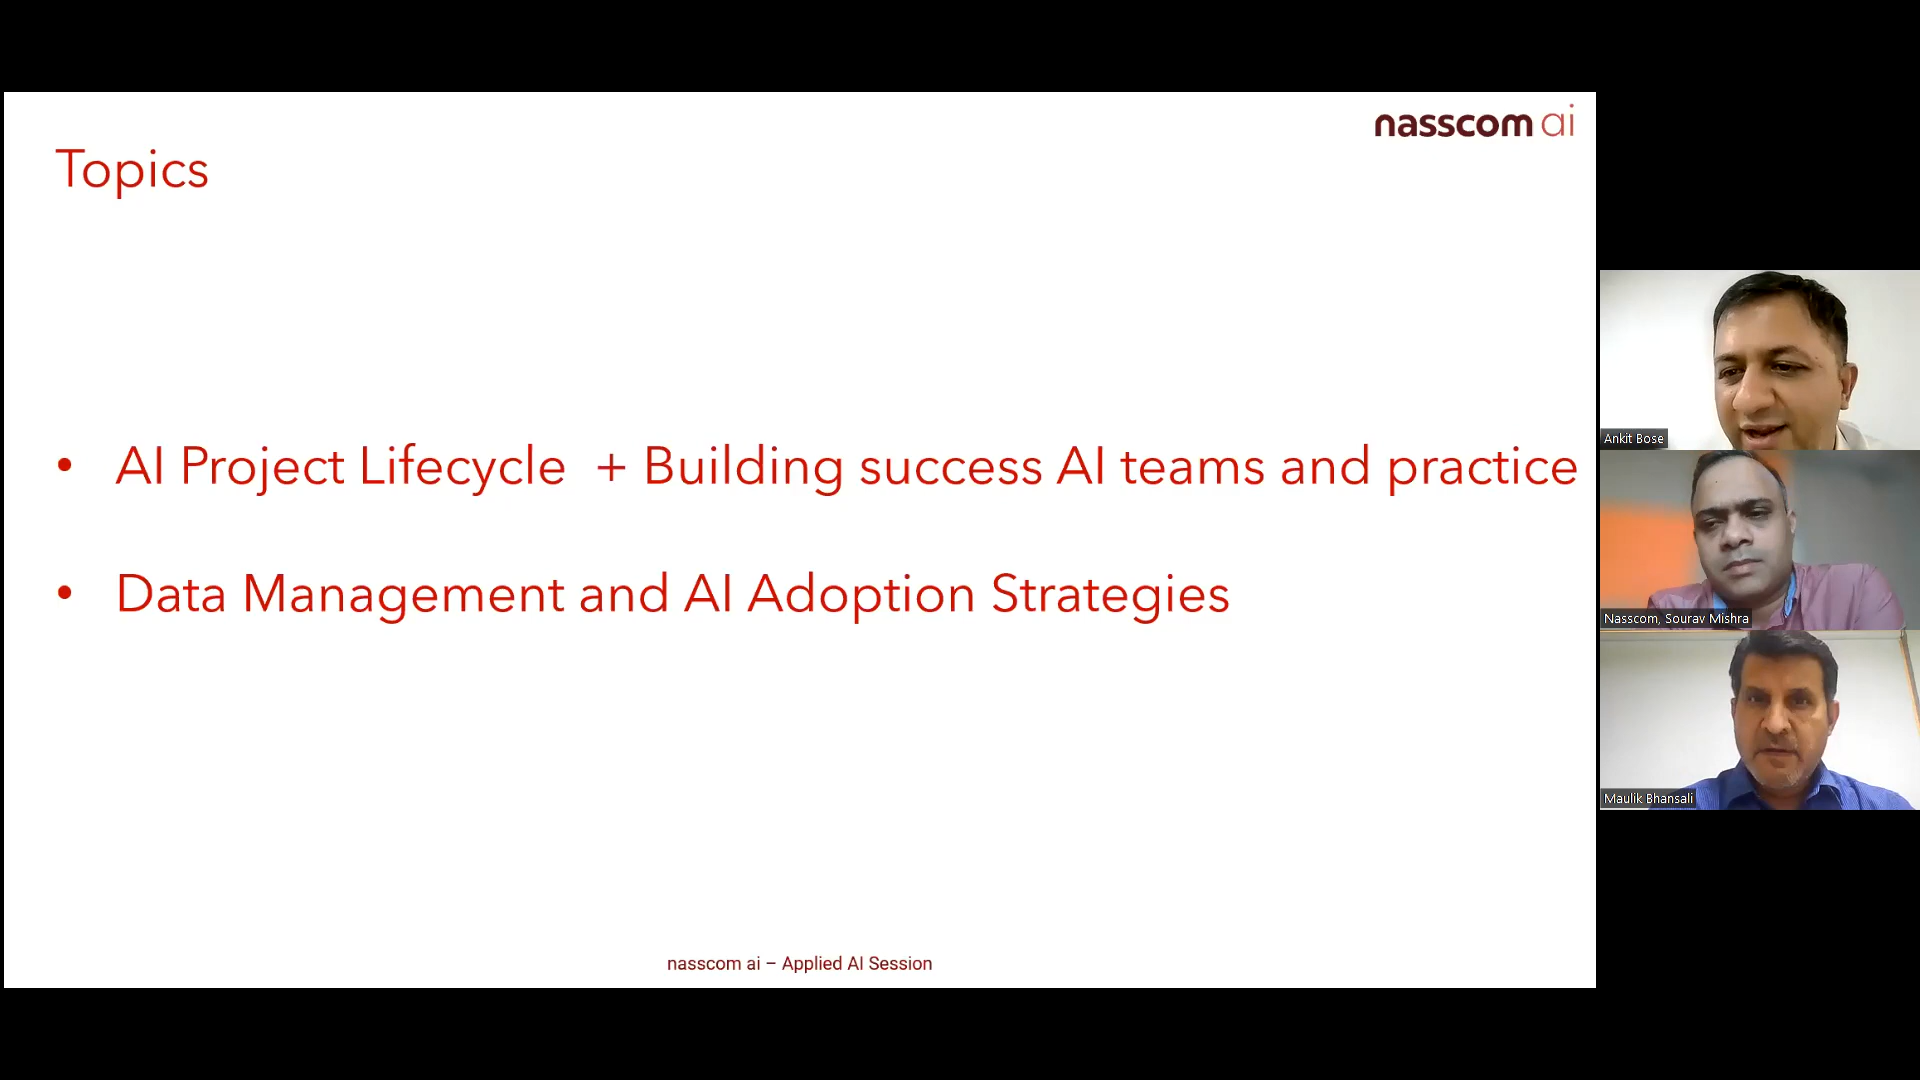 nasscom ai
Topics
• AI Project Lifecycle + Building success AI teams and practice
• Data Management and AI Adoption Strategies
nasscom ai – Applied AI Session
Ankit Bose
Nasscom, Sourav Mishra
Maulik Bhansali